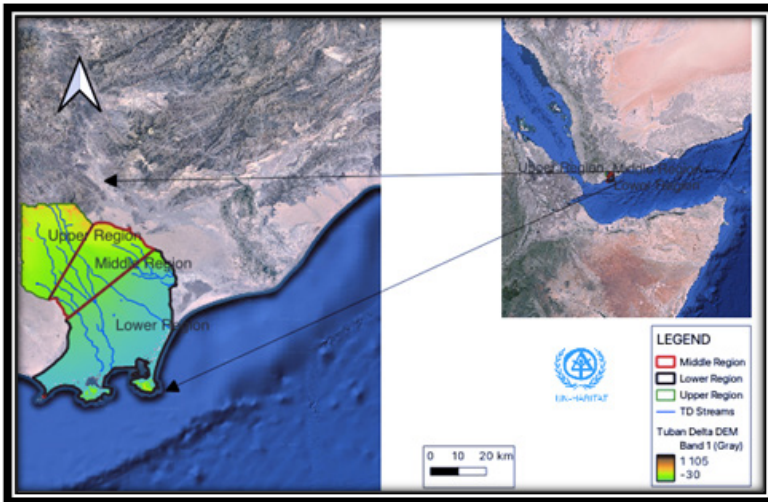 Upper Region
Middle Region
Lower Region
Upper Region
Middle Region
Lower Region
UN-HABITAT
0 10 20 km
LEGEND
Middle Region
Lower Region
Upper Region
TD Streams
Tuban Delta DEM
Band 1 (Gray)
1 105
-30